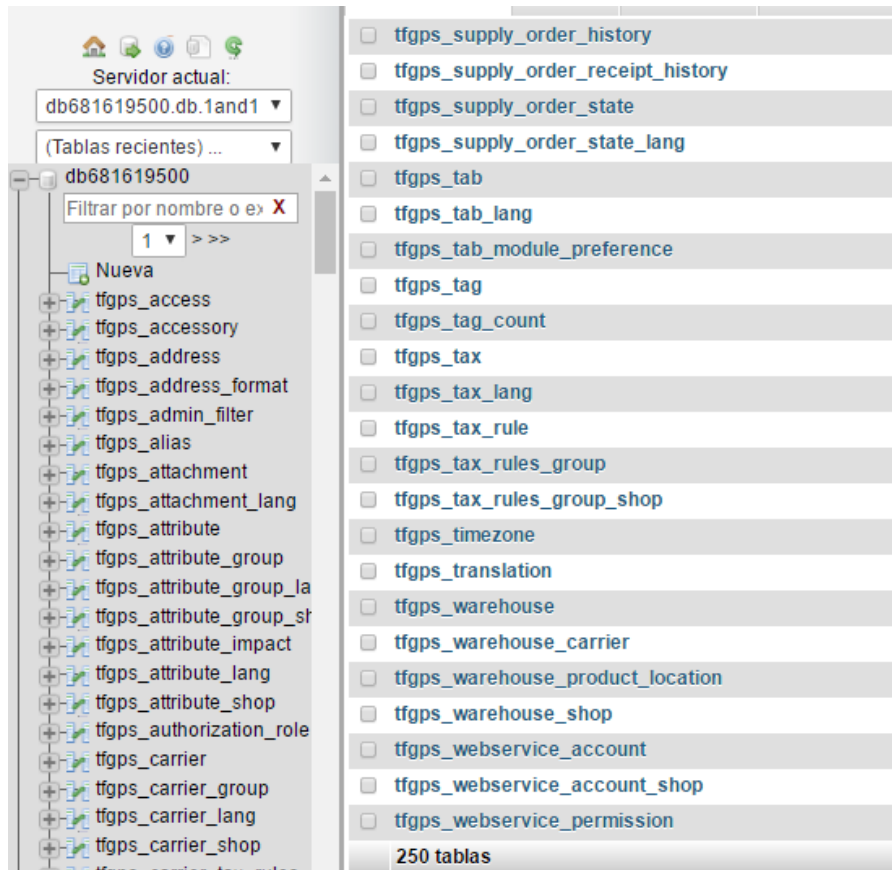 Servidor actual:
db681619500.db.1and1
(Tablas recientes) ...
db681619500
Filtrar por nombre o ex X
1 > >>
Nueva
tfgps_access
tfgps_accessory
tfgps_address
tfgps_address_format
tfgps_admin_filter
tfgps_alias
tfgps_attachment
tfgps_attachment_lang
tfgps_attribute
tfgps_attribute_group
tfgps_attribute_group_la
tfgps_attribute_group_sh
tfgps_attribute_impact
tfgps_attribute_lang
tfgps_attribute_shop
tfgps_authorization_role
tfgps_carrier
tfgps_carrier_group
tfgps_carrier_lang
tfgps_carrier_shop
tfgps_supply_order_history
tfgps_supply_order_receipt_history
tfgps_supply_order_state
tfgps_supply_order_state_lang
tfgps_tab
tfgps_tab_lang
tfgps_tab_module_preference
tfgps_tag
tfgps_tag_count
tfgps_tax
tfgps_tax_lang
tfgps_tax_rule
tfgps_tax_rules_group
tfgps_tax_rules_group_shop
tfgps_timezone
tfgps_translation
tfgps_warehouse
tfgps_warehouse_carrier
tfgps_warehouse_product_location
tfgps_warehouse_shop
tfgps_webservice_account
tfgps_webservice_account_shop
tfgps_webservice_permission
250 tablas